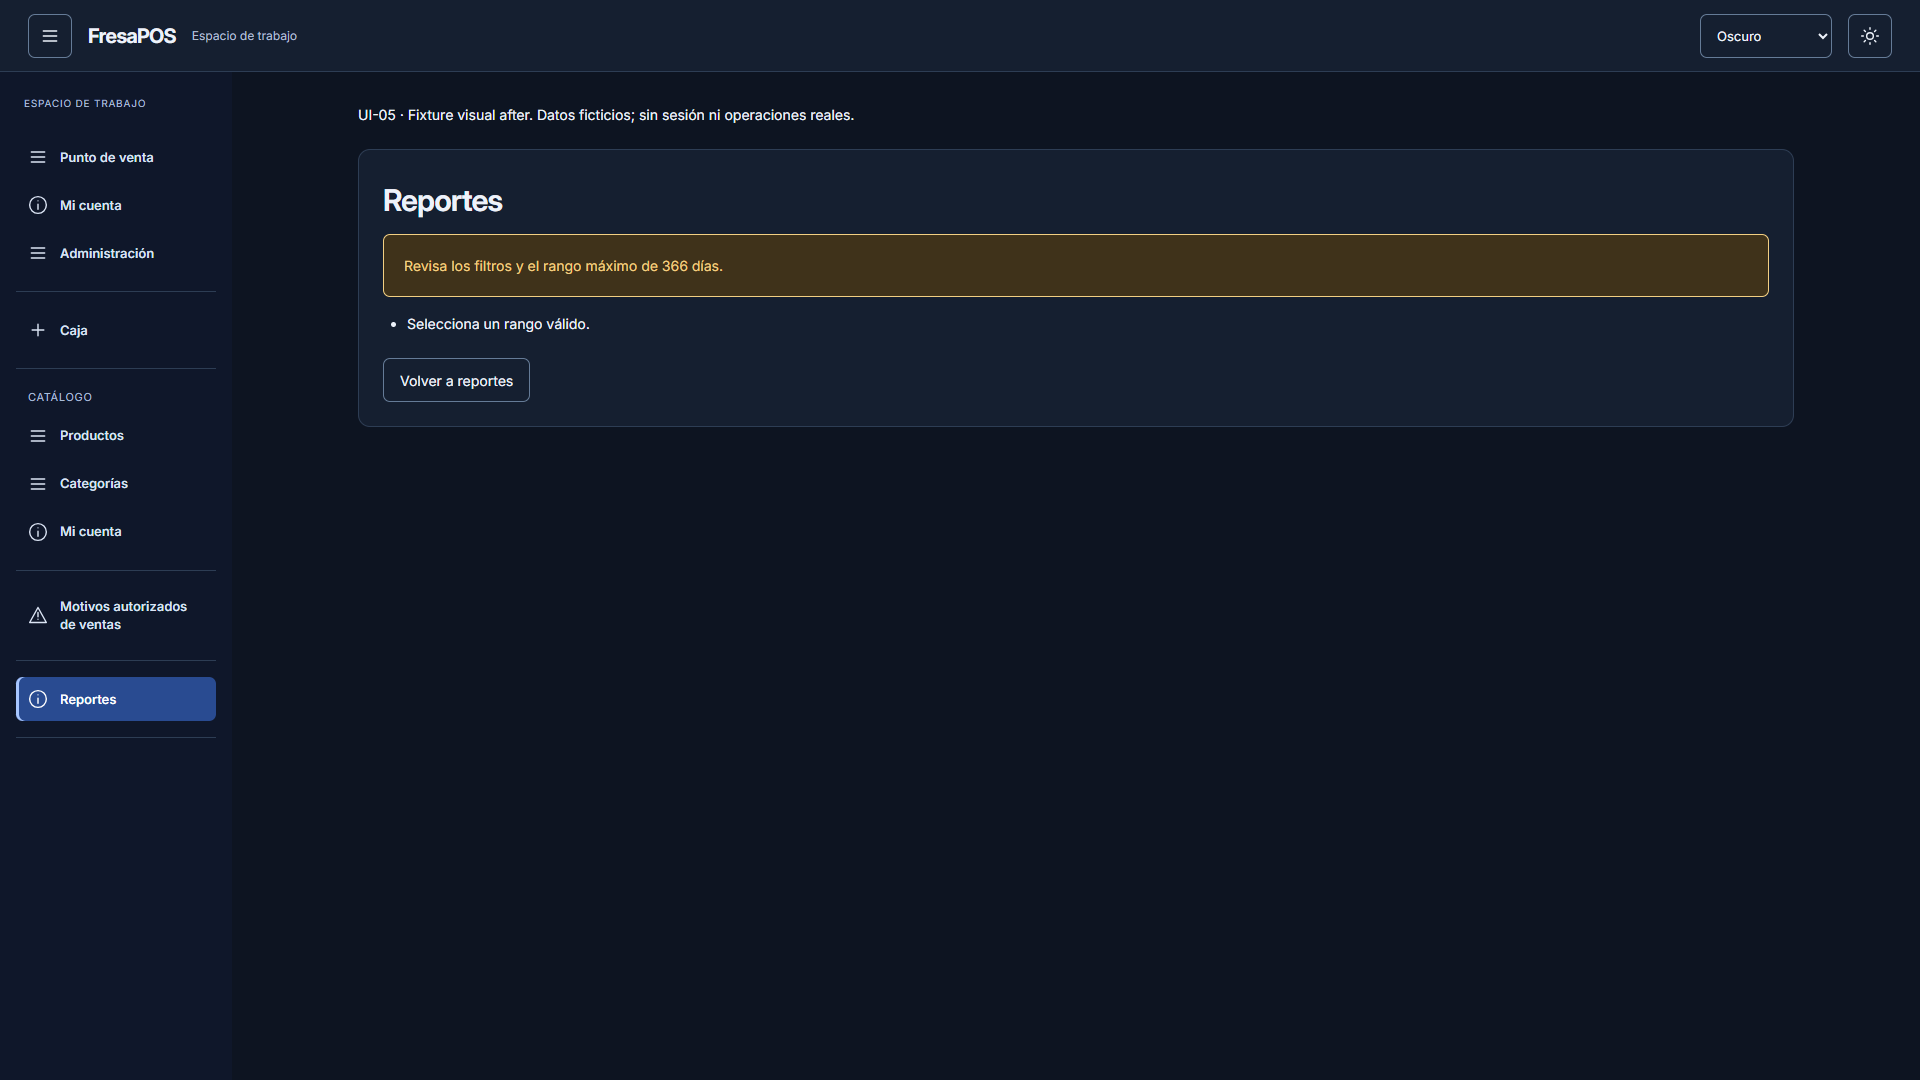 FresaPOS
Espacio de trabajo
Oscuro
ESPACIO DE TRABAJO
Punto de venta
Mi cuenta
Administración
Caja
CATÁLOGO
Productos
Categorías
Mi cuenta
Motivos autorizados
de ventas
Reportes
UI-05 · Fixture visual after. Datos ficticios; sin sesión ni operaciones reales.
Reportes
Revisa los filtros y el rango máximo de 366 días.
Selecciona un rango válido.
Volver a reportes